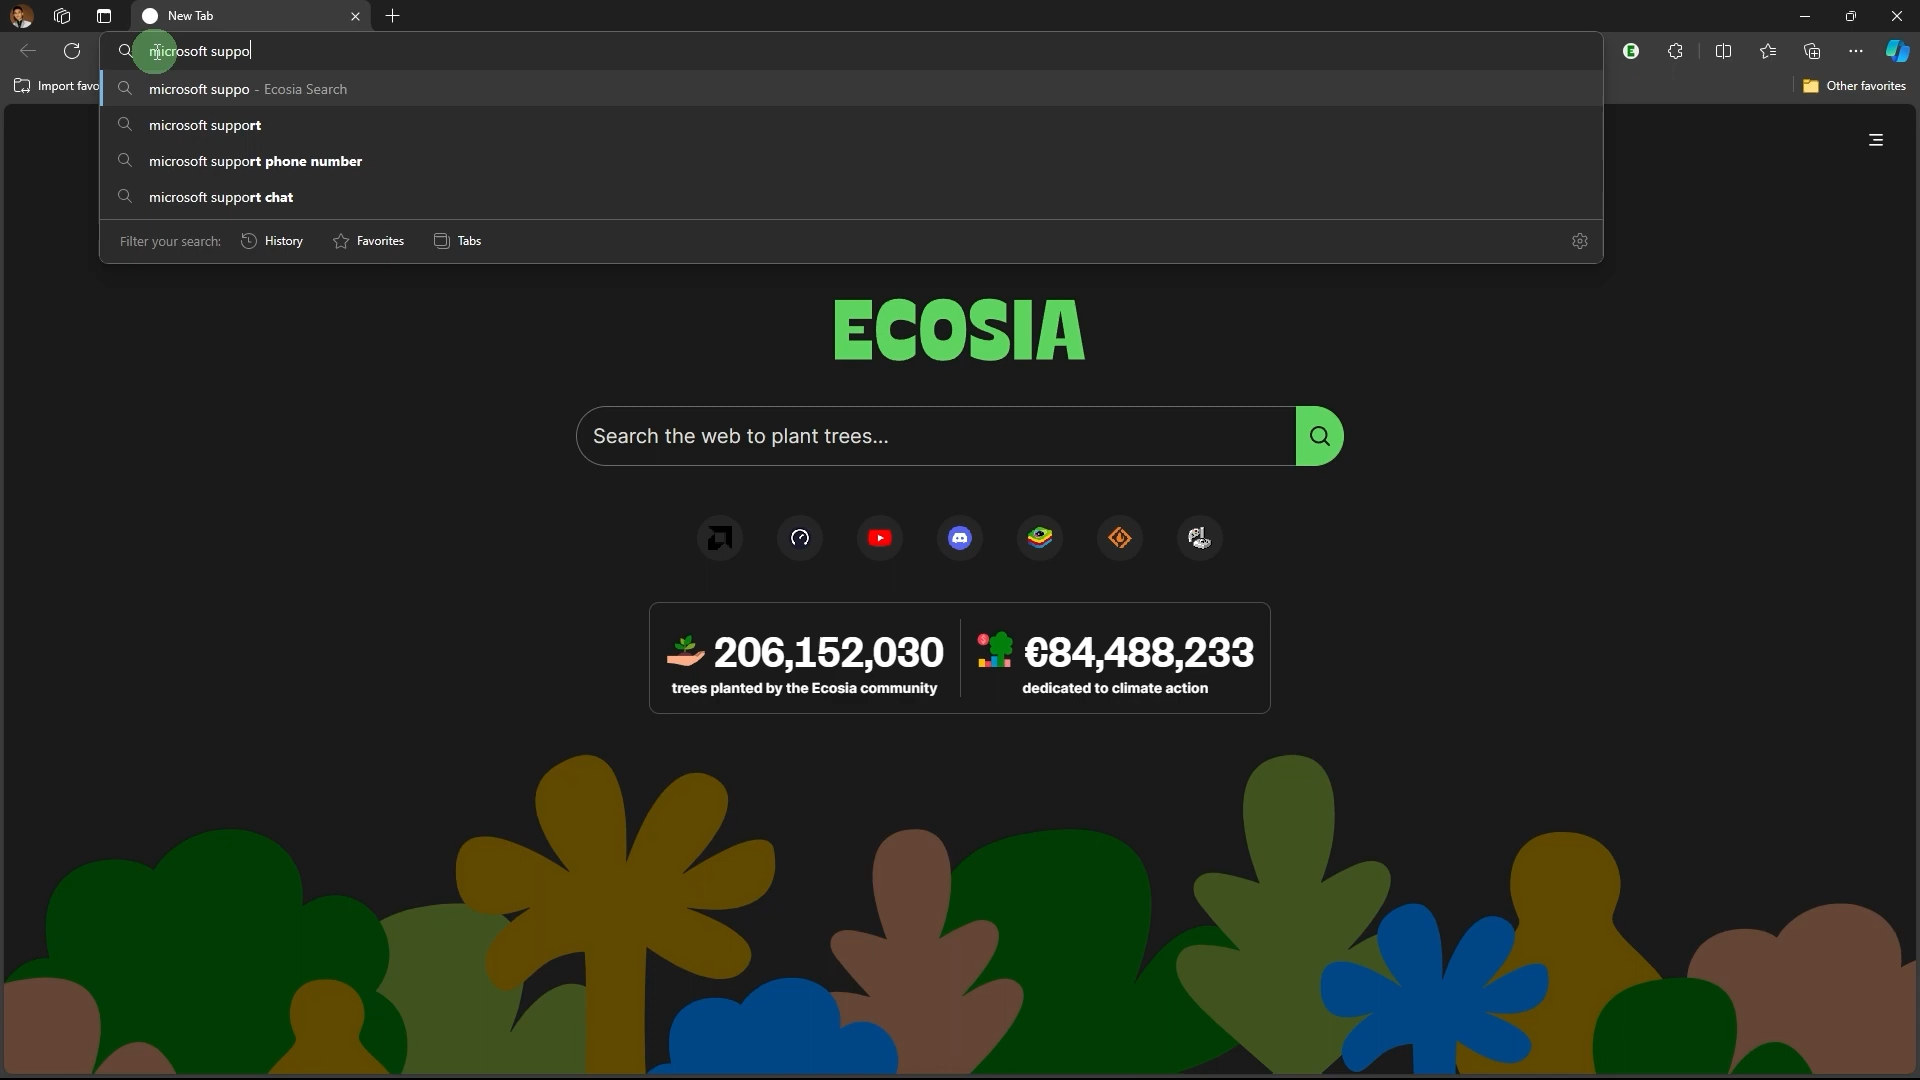 New Tab
microsoft suppo
microsoft suppo - Ecosia Search
Import favo
Other favorites
microsoft support
microsoft support phone number
microsoft support chat
Filter your search: History Favorites Tabs
ECOSIA
Search the web to plant trees...
206,152,030 €84,488,233
trees planted by the Ecosia community dedicated to climate action